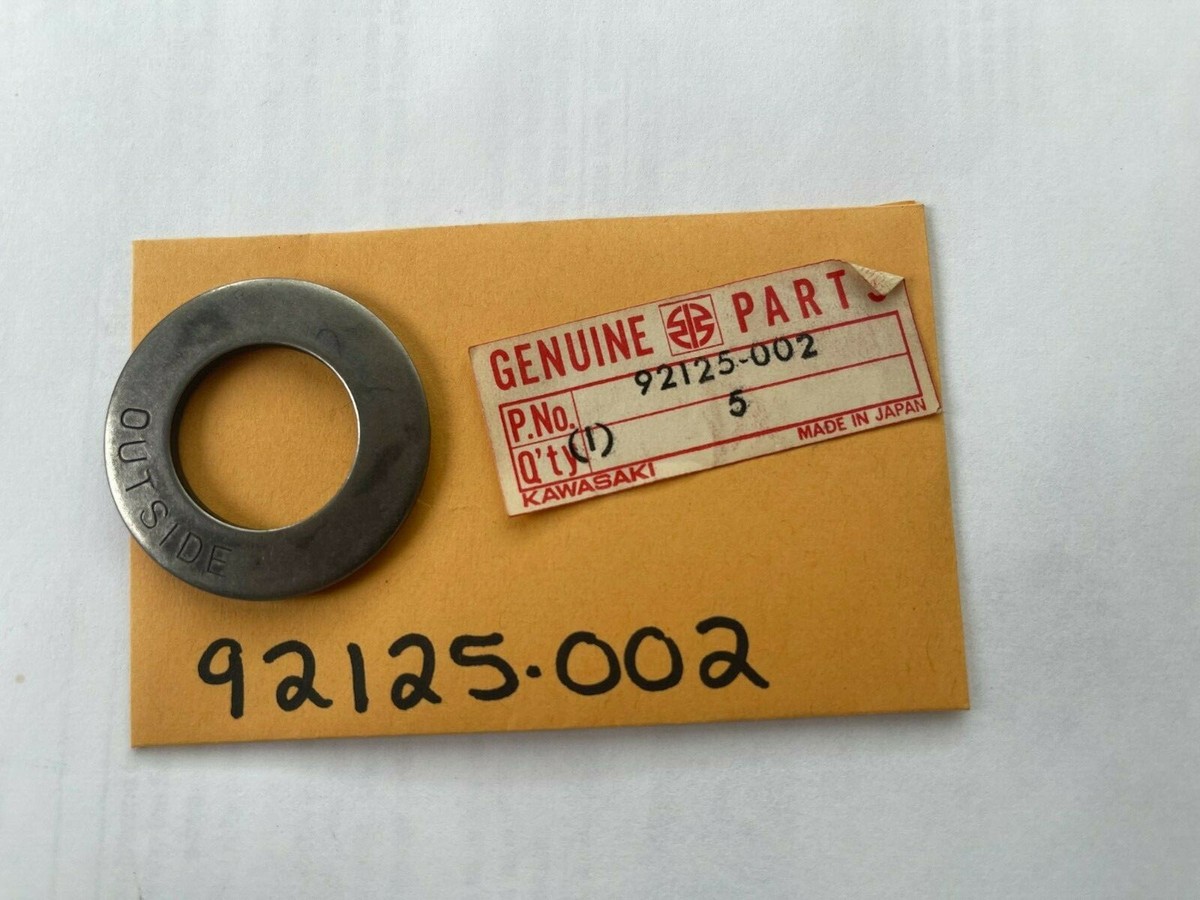 OUTSIDE
GENUINE PARTS
P.No. 92125-002
Q'ty (1) 5
KAWASAKI MADE IN JAPAN
92125.002